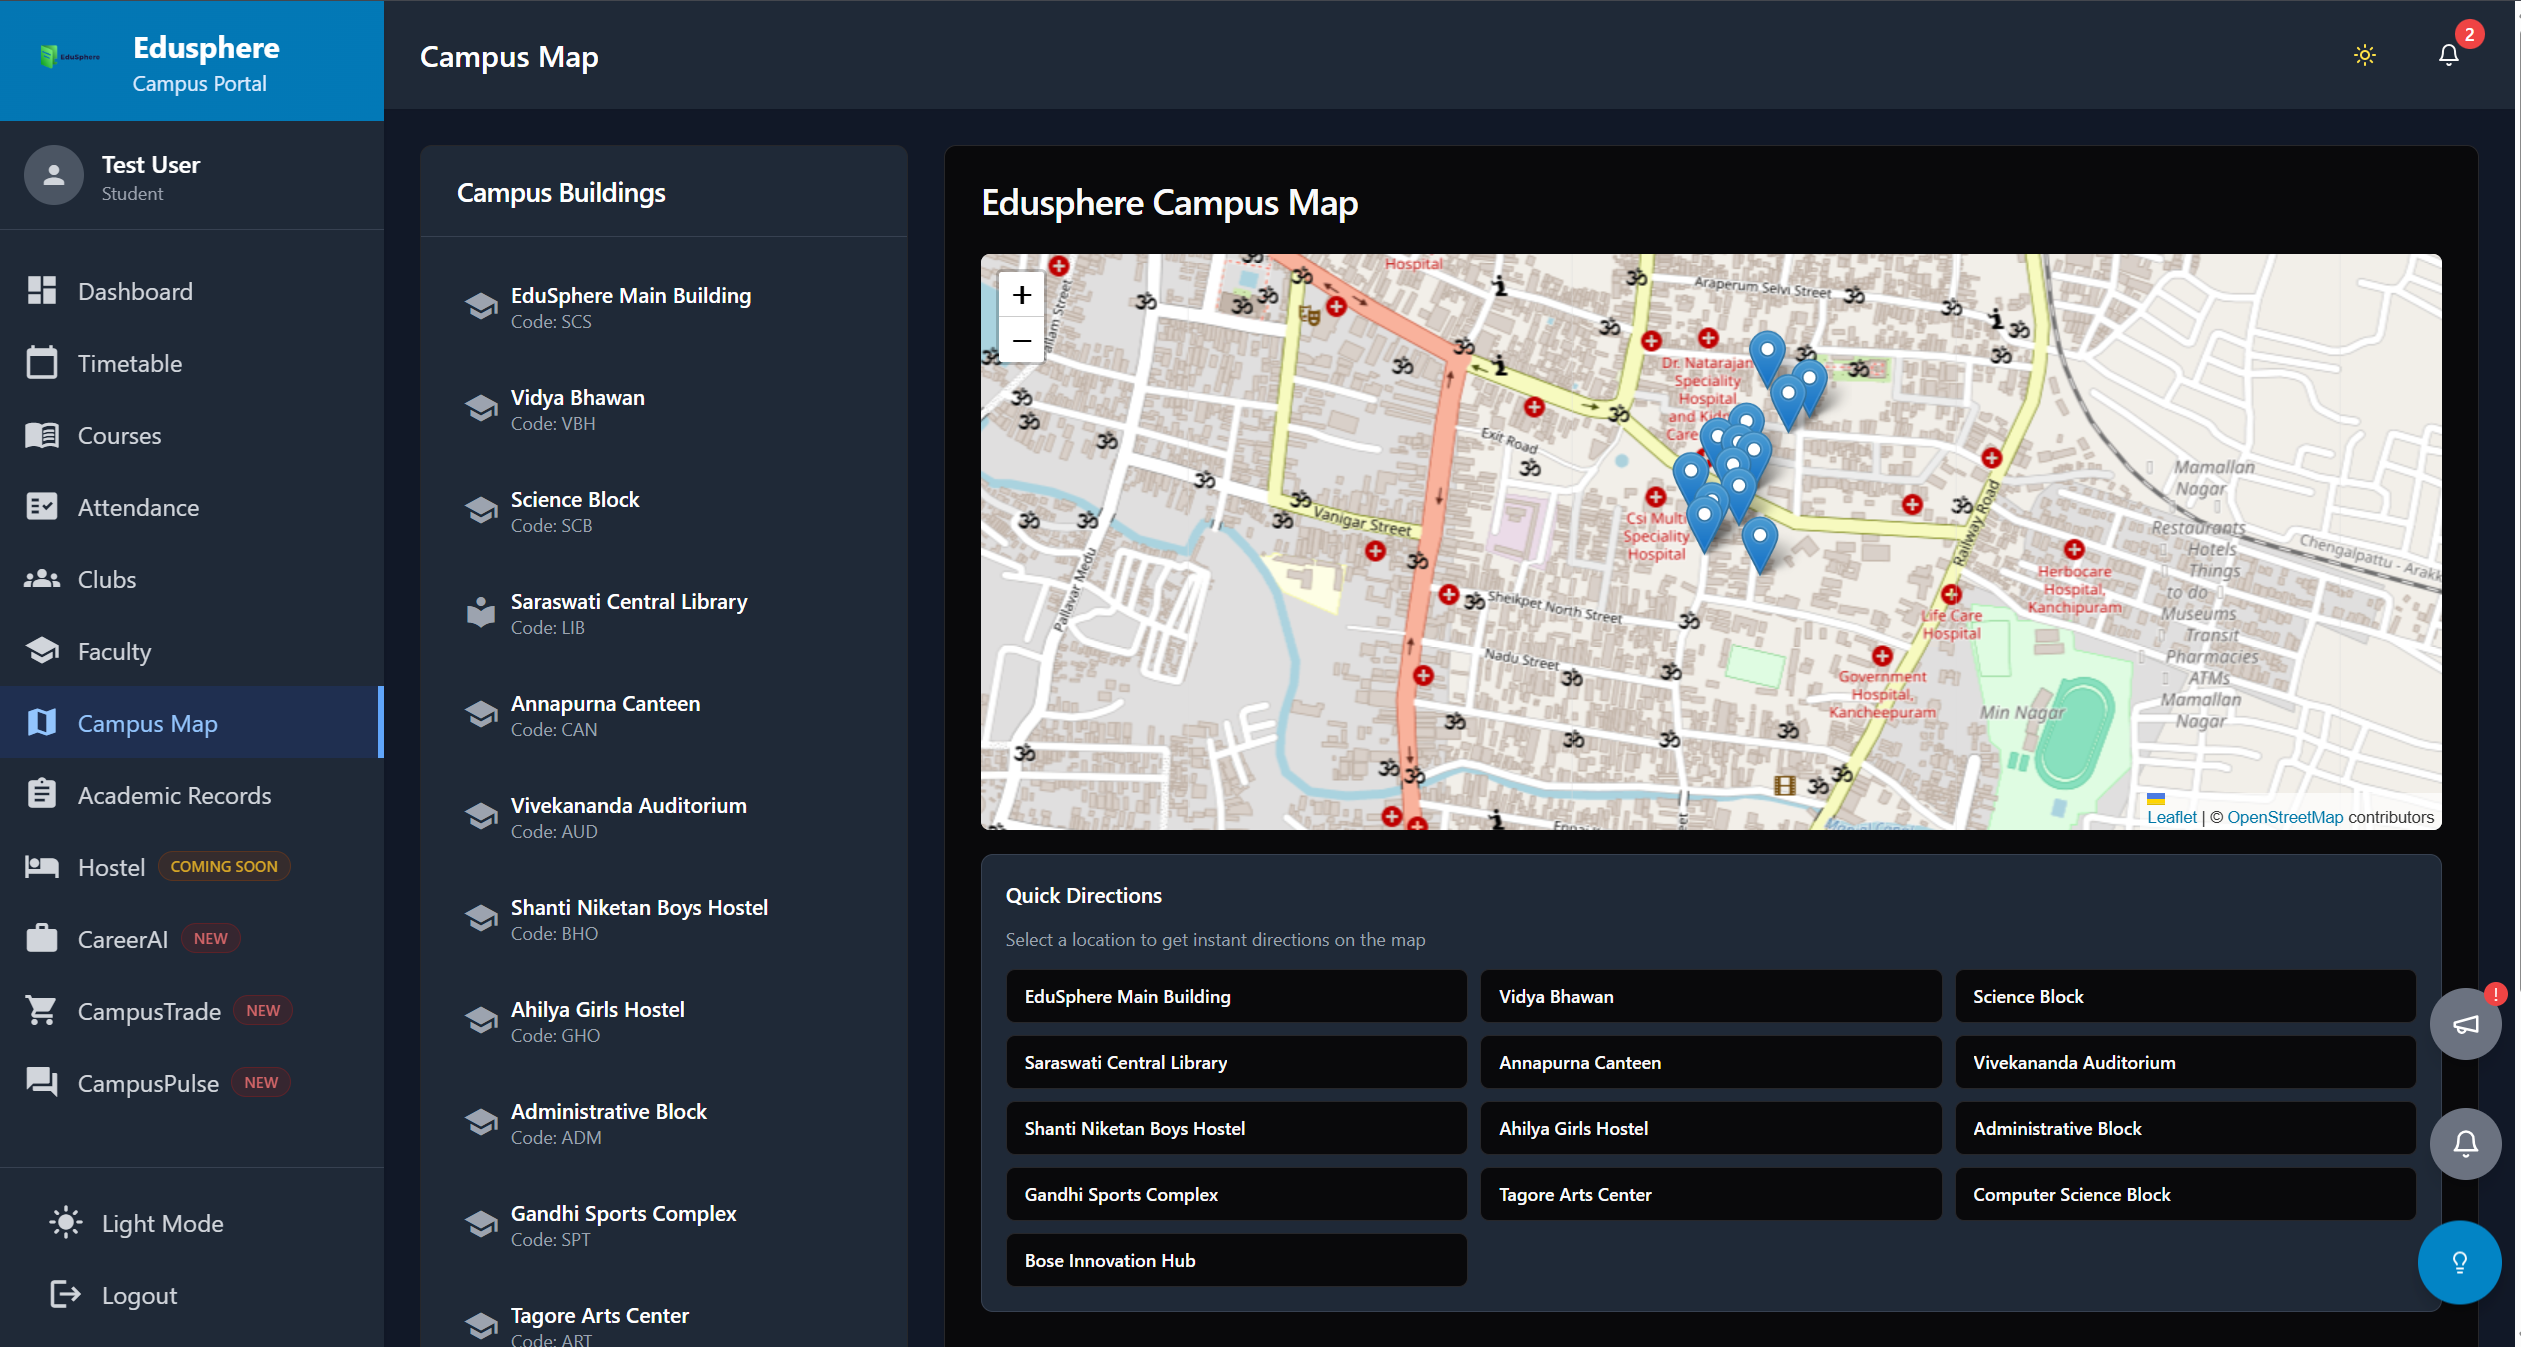 EduSphere
Edusphere
Campus Portal
Test User
Student
Dashboard
Timetable
Courses
Attendance
Clubs
Faculty
Campus Map
Academic Records
Hostel COMING SOON
CareerAI NEW
CampusTrade NEW
CampusPulse NEW
Light Mode
Logout
Campus Map
2
Campus Buildings
EduSphere Main Building
Code: SCS
Vidya Bhawan
Code: VBH
Science Block
Code: SCB
Saraswati Central Library
Code: LIB
Annapurna Canteen
Code: CAN
Vivekananda Auditorium
Code: AUD
Shanti Niketan Boys Hostel
Code: BHO
Ahilya Girls Hostel
Code: GHO
Administrative Block
Code: ADM
Gandhi Sports Complex
Code: SPT
Tagore Arts Center
Code: ART
Edusphere Campus Map
+
−
Hospital
Araperum Selvi Street
Dr. Natarajan
Speciality
Hospital
and
Care
Exit Road
Vanigar Street
Csi Multi
Speciality
Hospital
Pallavar Medu
Sheikpet North Street
Nadu Street
Railway Road
Mamallan
Nagar
Restaurants
Hotels
Things
to do
Museums
Transit
Pharmacies
ATMs
Mamallan
Nagar
Chengalpattu - Arakk
Herbocare
Hospital,
Kanchipuram
Life Care
Hospital
Government
Hospital,
Kancheepuram
Min Nagar
Leaflet | © OpenStreetMap contributors
Quick Directions
Select a location to get instant directions on the map
EduSphere Main Building
Vidya Bhawan
Science Block
Saraswati Central Library
Annapurna Canteen
Vivekananda Auditorium
Shanti Niketan Boys Hostel
Ahilya Girls Hostel
Administrative Block
Gandhi Sports Complex
Tagore Arts Center
Computer Science Block
Bose Innovation Hub
!